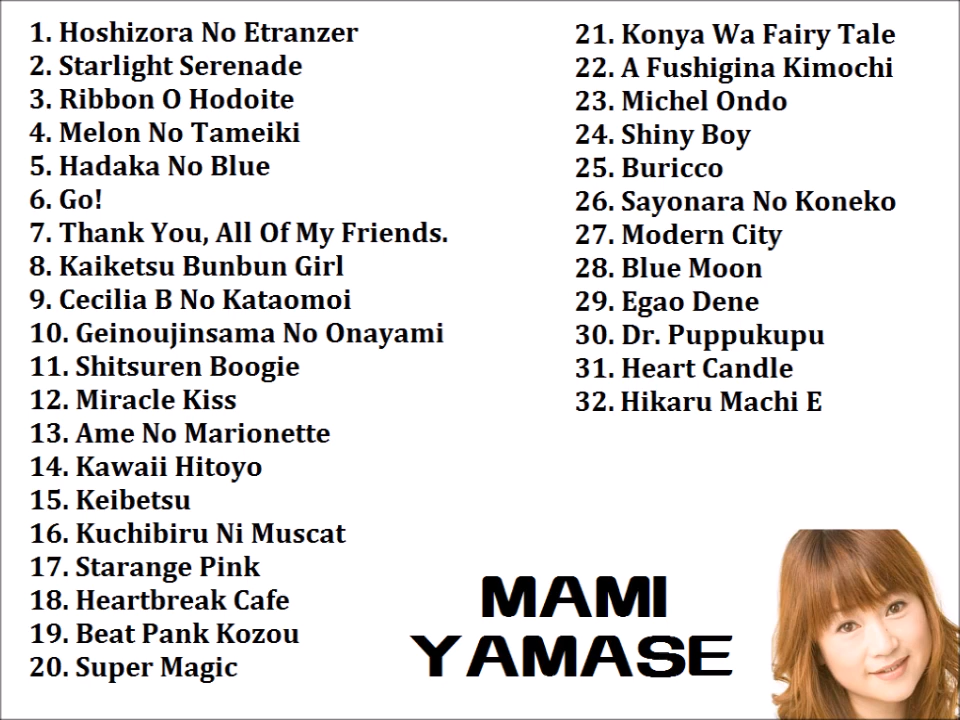 1. Hoshizora No Etranzer
2. Starlight Serenade
3. Ribbon O Hodoite
4. Melon No Tameiki
5. Hadaka No Blue
6. Go!
7. Thank You, All Of My Friends.
8. Kaiketsu Bunbun Girl
9. Cecilia B No Kataomoi
10. Geinoujinsama No Onayami
11. Shitsuren Boogie
12. Miracle Kiss
13. Ame No Marionette
14. Kawaii Hitoyo
15. Keibetsu
16. Kuchibiru Ni Muscat
17. Starange Pink
18. Heartbreak Cafe
19. Beat Pank Kozou
20. Super Magic
21. Konya Wa Fairy Tale
22. A Fushigina Kimochi
23. Michel Ondo
24. Shiny Boy
25. Buricco
26. Sayonara No Koneko
27. Modern City
28. Blue Moon
29. Egao Dene
30. Dr. Puppukupu
31. Heart Candle
32. Hikaru Machi E
MAMI
YAMASE